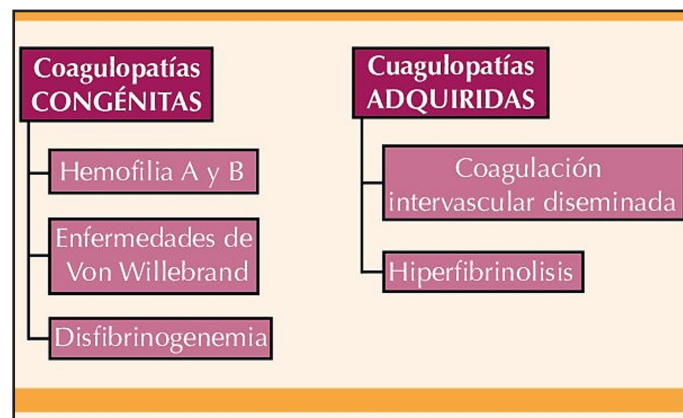 Coagulopatías
CONGÉNITAS
Hemofilia A y B
Enfermedades de
Von Willebrand
Disfibrinogenemia
Cuagulopatías
ADQUIRIDAS
Coagulación
intervascular diseminada
Hiperfibrinolisis